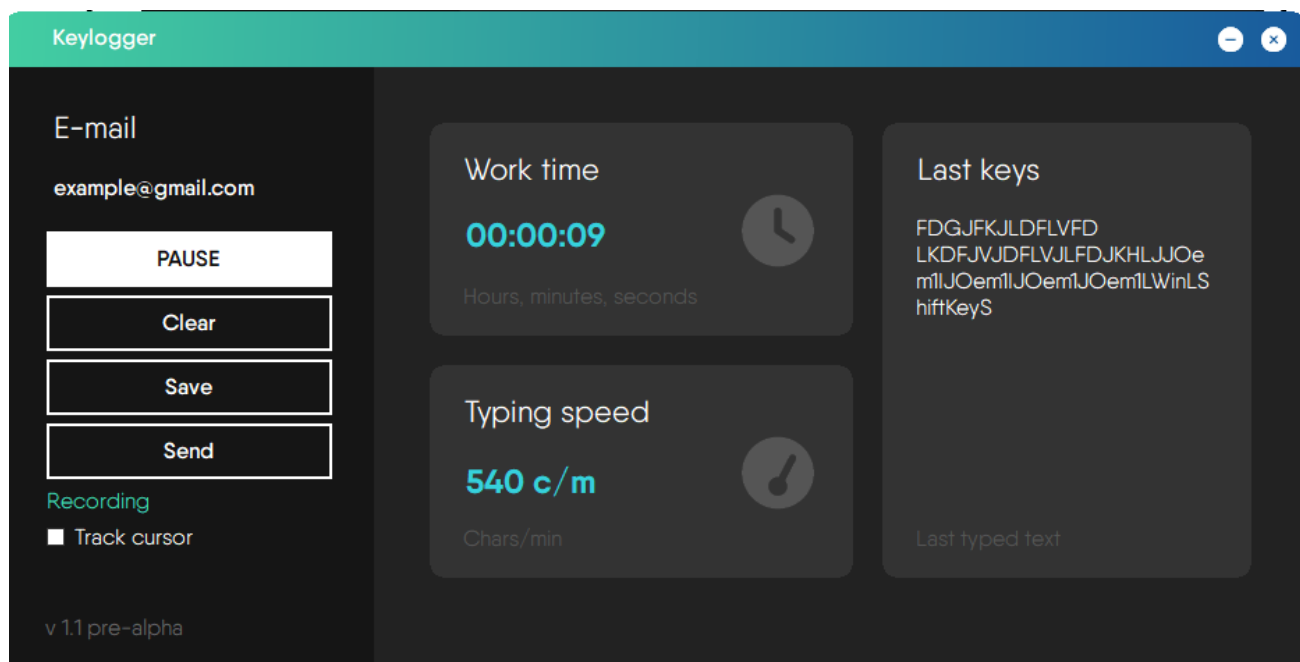 Keylogger
E-mail
example@gmail.com
PAUSE
Clear
Save
Send
Recording
Track cursor
v 1.1 pre-alpha
Work time
00:00:09
Hours, minutes, seconds
Typing speed
540 c/m
Chars/min
Last keys
FDGJFKJLDFLVFD
LKDFJVJDFLVJLFDJKHLJJOe
m1IJOem1IJOem1JOem1LWinLS
hiftKeyS
Last typed text